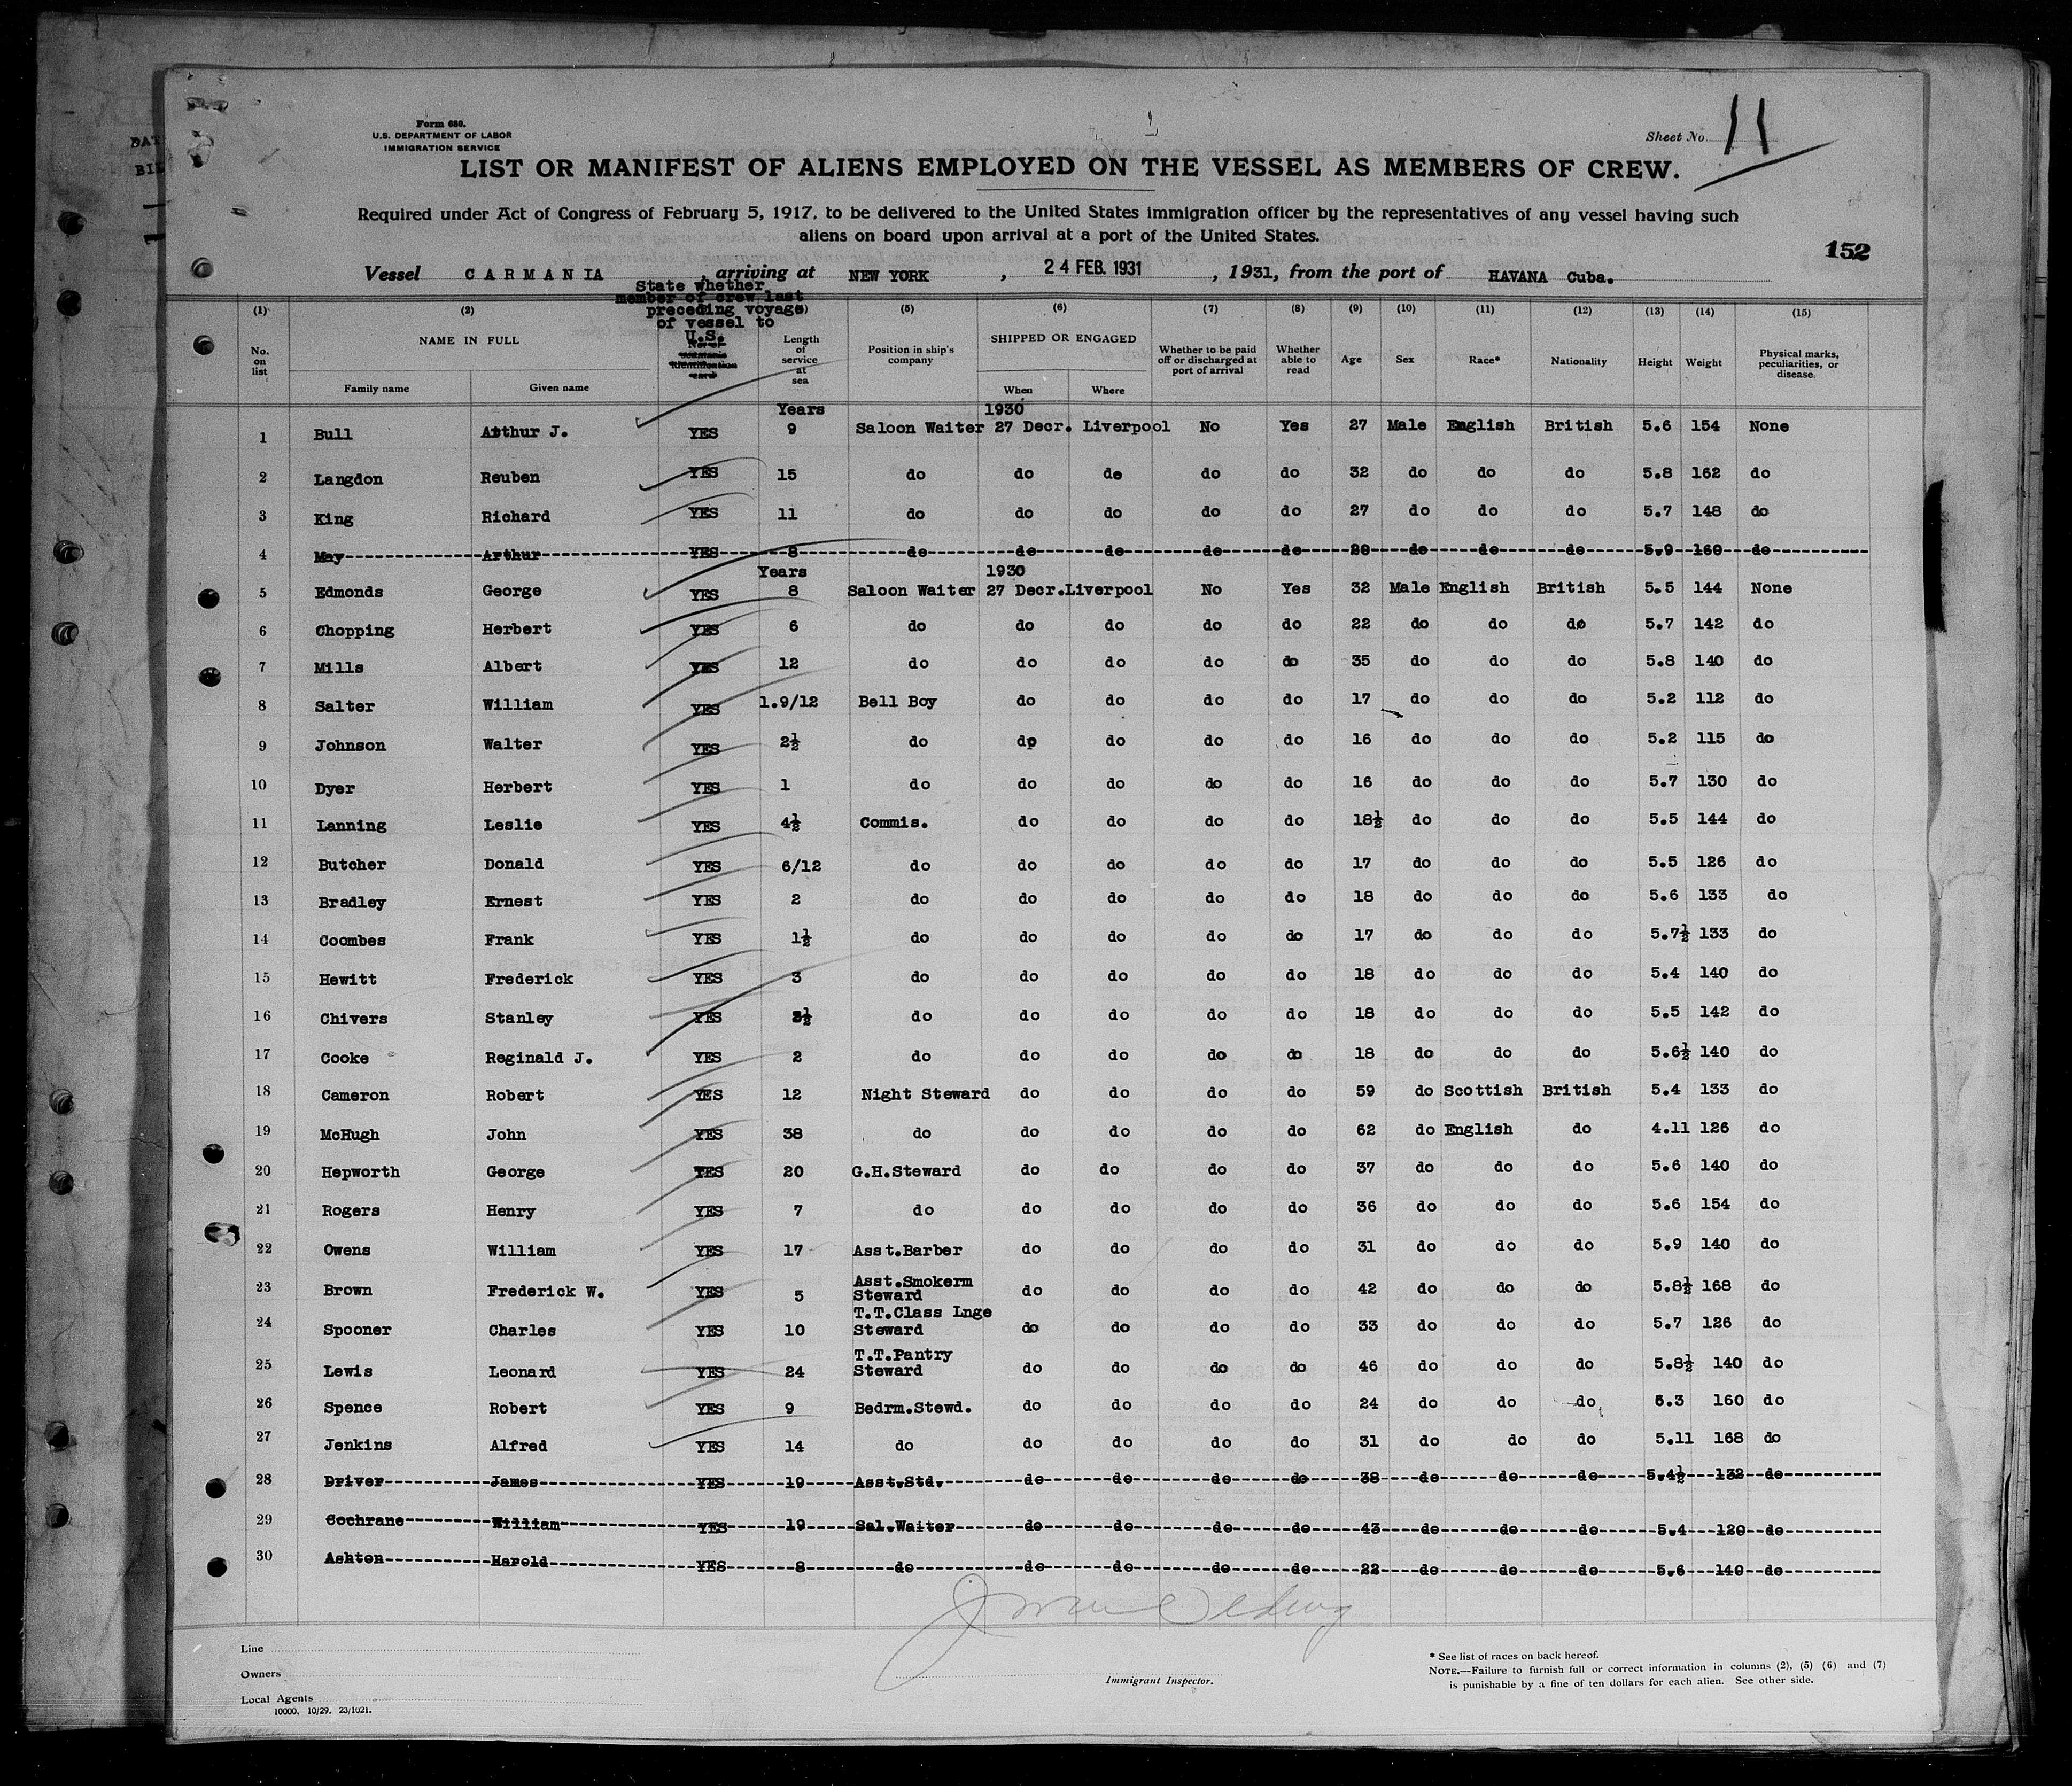 Form 680.
U.S. DEPARTMENT OF LABOR
IMMIGRATION SERVICE
Sheet No. 11
LIST OR MANIFEST OF ALIENS EMPLOYED ON THE VESSEL AS MEMBERS OF CREW.
Required under Act of Congress of February 5, 1917, to be delivered to the United States immigration officer by the representatives of any vessel having such
aliens on board upon arrival at a port of the United States.
152
Vessel CARMANIA, arriving at NEW YORK, 24 FEB. 1931, 1931, from the port of HAVANA Cuba.
State whether
member of crew last
preceding voyage
of vessel to
U.S.
(1) (2) (5) (6) (7) (8) (9) (10) (11) (12) (13) (14) (15)
No. on list NAME IN FULL Family name Given name Length of service at sea Position in ship's company SHIPPED OR ENGAGED When Where Whether to be paid off or discharged at port of arrival Whether able to read Age Sex Race* Nationality Height Weight Physical marks, peculiarities, or disease.
Years 1930
1 Bull Arthur J. YES 9 Saloon Waiter 27 Decr. Liverpool No Yes 27 Male English British 5.6 154 None
2 Langdon Reuben YES 15 do do do do do 32 do do do 5.8 162 do
3 King Richard YES 11 do do do do do 27 do do do 5.7 148 do
4 May Arthur YES 8 do do do do do 20 do do do 5.9 160 do
Years 1930
5 Edmonds George YES 8 Saloon Waiter 27 Decr. Liverpool No Yes 32 Male English British 5.5 144 None
6 Chopping Herbert YES 6 do do do do do 22 do do do 5.7 142 do
7 Mills Albert YES 12 do do do do do 35 do do do 5.8 140 do
8 Salter William YES 1.9/12 Bell Boy do do do do 17 do do do 5.2 112 do
9 Johnson Walter YES 2½ do dp do do do 16 do do do 5.2 115 do
10 Dyer Herbert YES 1 do do do do do 16 do do do 5.7 130 do
11 Lanning Leslie YES 4½ Commis. do do do do 18½ do do do 5.5 144 do
12 Butcher Donald YES 6/12 do do do do do 17 do do do 5.5 126 do
13 Bradley Ernest YES 2 do do do do do 18 do do do 5.6 133 do
14 Coombes Frank YES 1½ do do do do do 17 do do do 5.7½ 133 do
15 Hewitt Frederick YES 3 do do do do do 18 do do do 5.4 140 do
16 Chivers Stanley YES 3½ do do do do do 18 do do do 5.5 142 do
17 Cooke Reginald J. YES 2 do do do do do 18 do do do 5.6½ 140 do
18 Cameron Robert YES 12 Night Steward do do do do 59 do Scottish British 5.4 133 do
19 McHugh John YES 38 do do do do do 62 do English do 4.11 126 do
20 Hepworth George YES 20 G.H.Steward do do do do 37 do do do 5.6 140 do
21 Rogers Henry YES 7 do do do do do 36 do do do 5.6 154 do
22 Owens William YES 17 Asst.Barber do do do do 31 do do do 5.9 140 do
23 Brown Frederick W. YES 5 Asst.Smokerm Steward do do do do 42 do do do 5.8½ 168 do
24 Spooner Charles YES 10 T.T.Class Lnge Steward do do do do 33 do do do 5.7 126 do
25 Lewis Leonard YES 24 T.T.Pantry Steward do do do do 46 do do do 5.8½ 140 do
26 Spence Robert YES 9 Bedrm.Stewd. do do do do 24 do do do 6.3 160 do
27 Jenkins Alfred YES 14 do do do do do 31 do do do 5.11 168 do
28 Driver James YES 19 Asst.Std. do do do do 38 do do do 5.4½ 132 do
29 Cochrane William YES 19 Sal.Waiter do do do do 43 do do do 5.4 120 do
30 Ashton Harold YES 8 do do do do do 22 do do do 5.6 140 do
Line
Owners
Local Agents
10000, 10/29. 23/1021.
Immigrant Inspector.
* See list of races on back hereof.
NOTE.—Failure to furnish full or correct information in columns (2), (5) (6) and (7)
is punishable by a fine of ten dollars for each alien. See other side.